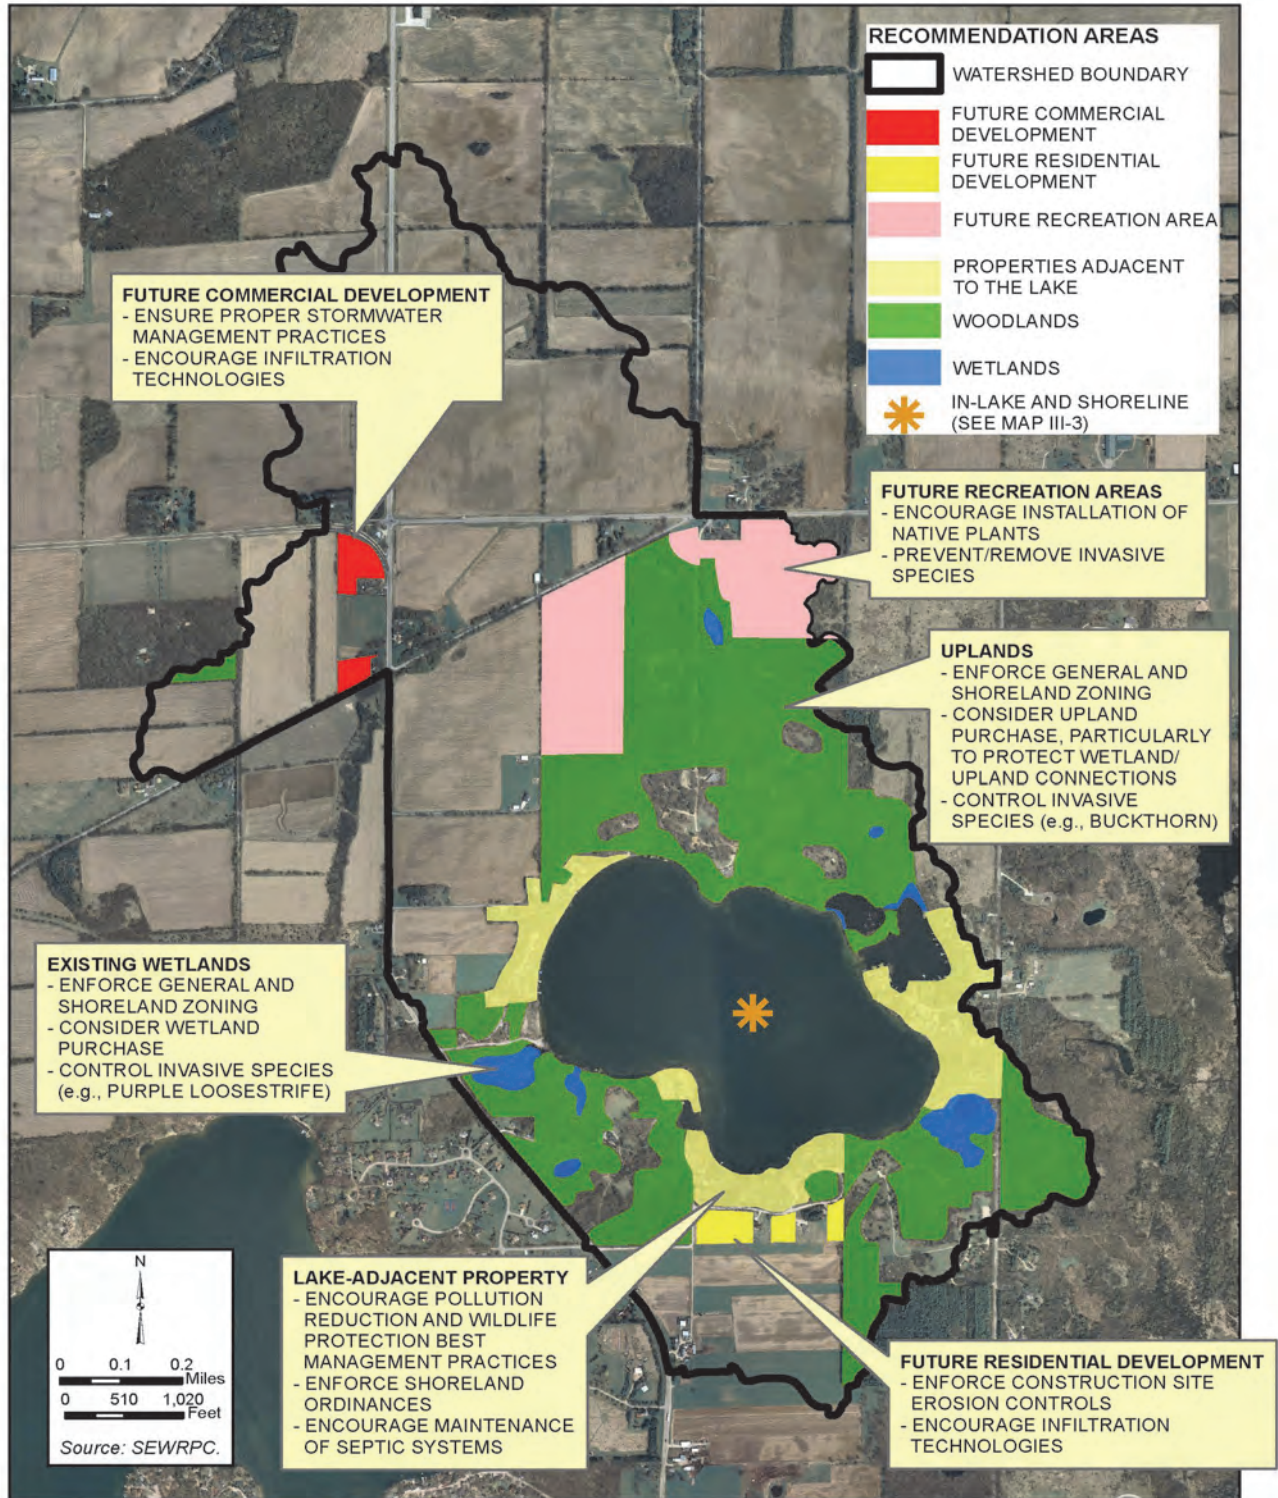 RECOMMENDATION AREAS
WATERSHED BOUNDARY
FUTURE COMMERCIAL
DEVELOPMENT
FUTURE RESIDENTIAL
DEVELOPMENT
FUTURE RECREATION AREA
PROPERTIES ADJACENT
TO THE LAKE
WOODLANDS
WETLANDS
IN-LAKE AND SHORELINE
(SEE MAP III-3)
FUTURE COMMERCIAL DEVELOPMENT
- ENSURE PROPER STORMWATER
MANAGEMENT PRACTICES
- ENCOURAGE INFILTRATION
TECHNOLOGIES
FUTURE RECREATION AREAS
- ENCOURAGE INSTALLATION OF
NATIVE PLANTS
- PREVENT/REMOVE INVASIVE
SPECIES
UPLANDS
- ENFORCE GENERAL AND
SHORELAND ZONING
- CONSIDER UPLAND
PURCHASE, PARTICULARLY
TO PROTECT WETLAND/
UPLAND CONNECTIONS
- CONTROL INVASIVE
SPECIES (e.g., BUCKTHORN)
EXISTING WETLANDS
- ENFORCE GENERAL AND
SHORELAND ZONING
- CONSIDER WETLAND
PURCHASE
- CONTROL INVASIVE SPECIES
(e.g., PURPLE LOOSESTRIFE)
LAKE-ADJACENT PROPERTY
- ENCOURAGE POLLUTION
REDUCTION AND WILDLIFE
PROTECTION BEST
MANAGEMENT PRACTICES
- ENFORCE SHORELAND
ORDINANCES
- ENCOURAGE MAINTENANCE
OF SEPTIC SYSTEMS
FUTURE RESIDENTIAL DEVELOPMENT
- ENFORCE CONSTRUCTION SITE
EROSION CONTROLS
- ENCOURAGE INFILTRATION
TECHNOLOGIES
N
0 0.1 0.2
Miles
0 510 1,020
Feet
Source: SEWRPC.